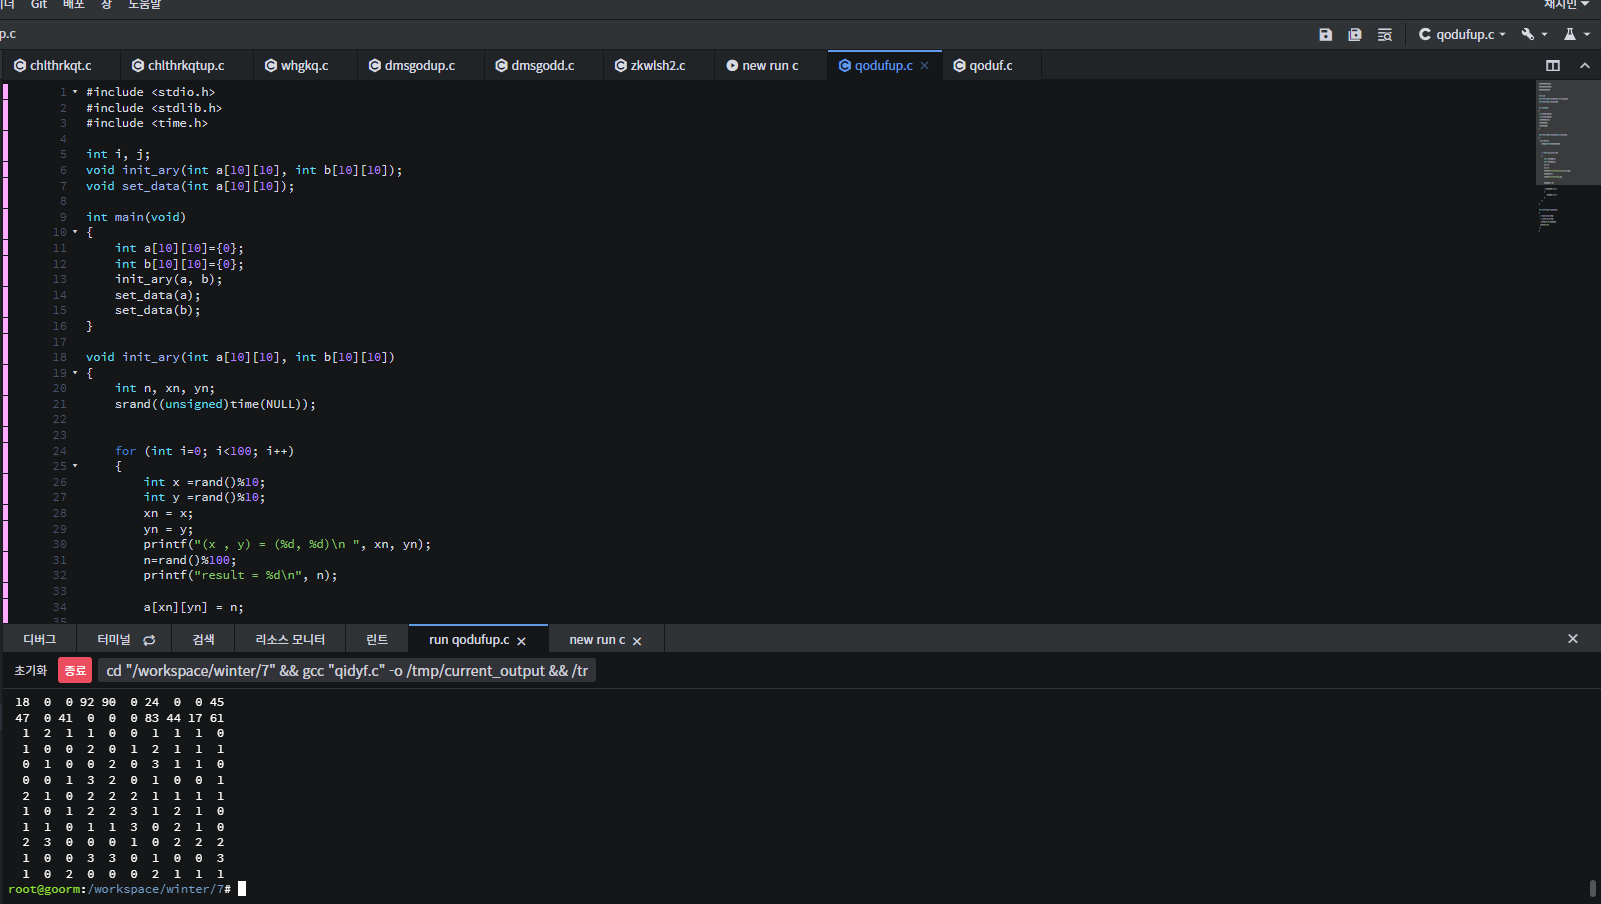 Git 배포 창 도움말
채시민
p.c
qodufup.c
chlthrkqt.c chlthrkqtup.c whgkq.c dmsgodup.c dmsgodd.c zkwlsh2.c new run c qodufup.c qoduf.c
1 #include <stdio.h>
2 #include <stdlib.h>
3 #include <time.h>
4
5 int i, j;
6 void init_ary(int a[10][10], int b[10][10]);
7 void set_data(int a[10][10]);
8
9 int main(void)
10 {
11 int a[10][10]={0};
12 int b[10][10]={0};
13 init_ary(a, b);
14 set_data(a);
15 set_data(b);
16 }
17
18 void init_ary(int a[10][10], int b[10][10])
19 {
20 int n, xn, yn;
21 srand((unsigned)time(NULL));
22
23
24 for (int i=0; i<100; i++)
25 {
26 int x =rand()%10;
27 int y =rand()%10;
28 xn = x;
29 yn = y;
30 printf("(x , y) = (%d, %d)\n ", xn, yn);
31 n=rand()%100;
32 printf("result = %d\n", n);
33
34 a[xn][yn] = n;
35
디버그 터미널 검색 리소스 모니터 린트 run qodufup.c new run c
초기화 종료 cd "/workspace/winter/7" && gcc "qidyf.c" -o /tmp/current_output && /tr
18 0 0 92 90 0 24 0 0 45
47 0 41 0 0 0 83 44 17 61
1 2 1 1 0 0 1 1 1 0
1 0 0 2 0 1 2 1 1 1
0 1 0 0 2 0 3 1 1 0
0 0 1 3 2 0 1 0 0 1
2 1 0 2 2 2 1 1 1 1
1 0 1 2 2 3 1 2 1 0
1 1 0 1 1 3 0 2 1 0
2 3 0 0 0 1 0 2 2 2
1 0 0 3 3 0 1 0 0 3
1 0 2 0 0 0 2 1 1 1
root@goorm:/workspace/winter/7#